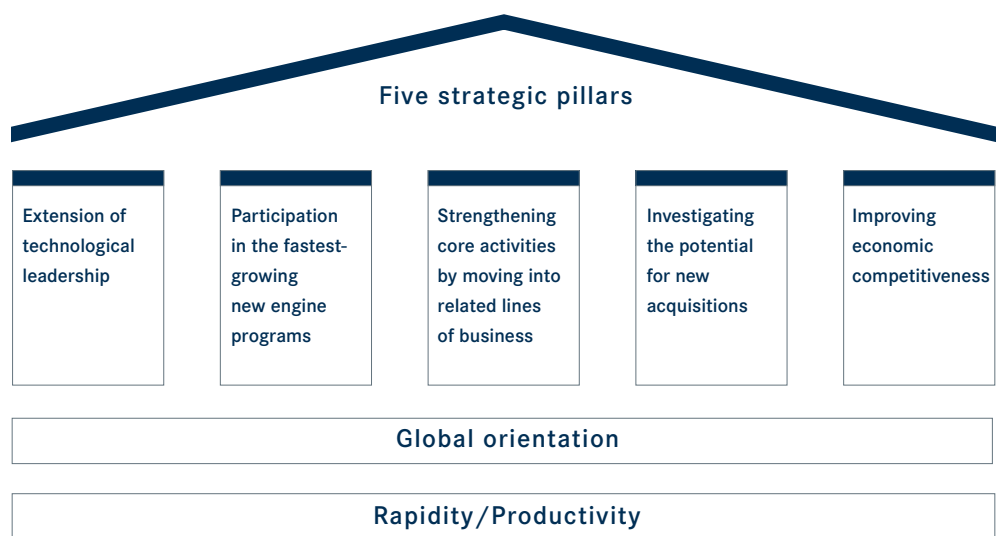 Five strategic pillars
Extension of
technological
leadership
Participation
in the fastest-
growing
new engine
programs
Strengthening
core activities
by moving into
related lines
of business
Investigating
the potential
for new
acquisitions
Improving
economic
competitiveness
Global orientation
Rapidity/Productivity